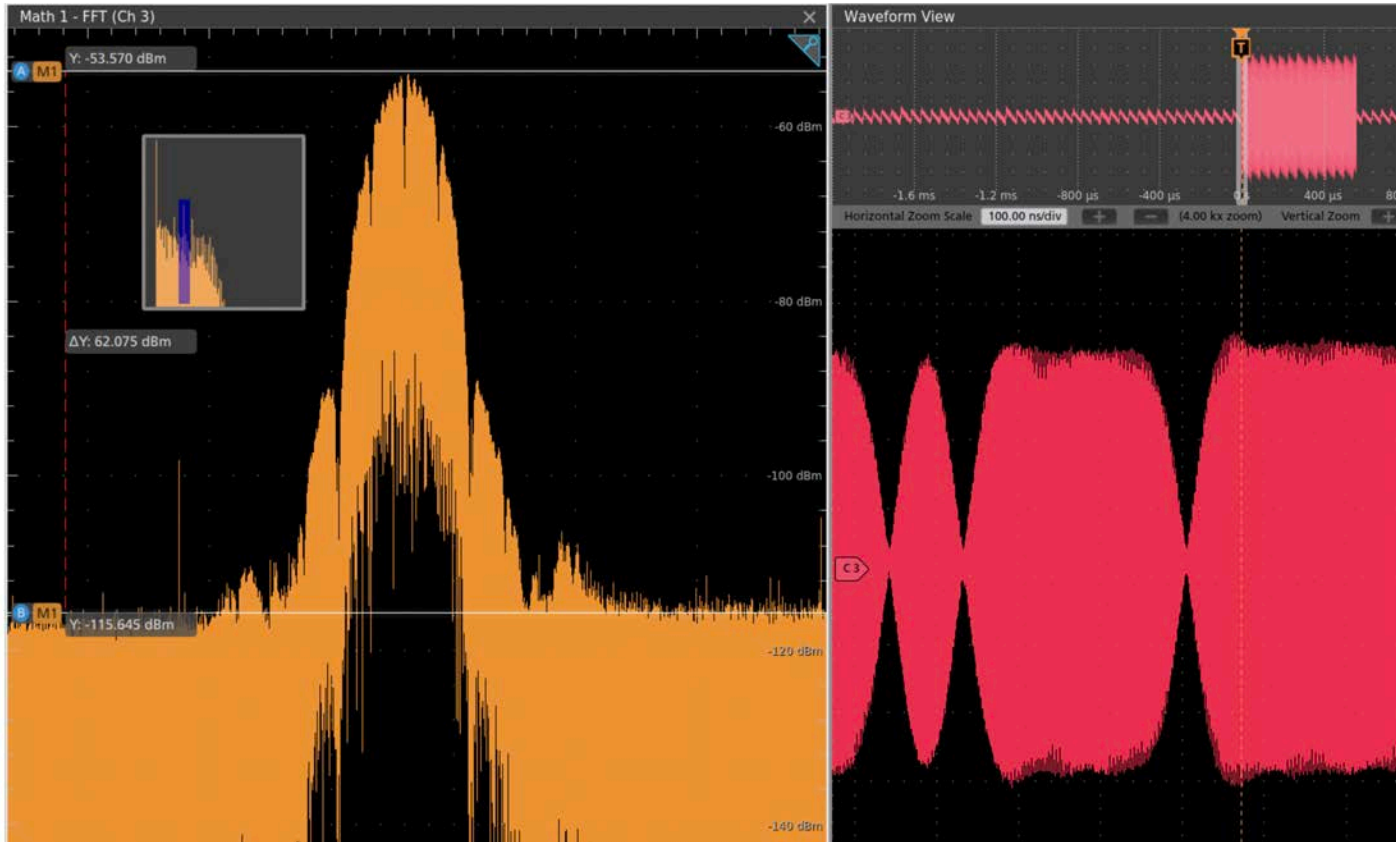 Math 1 - FFT (Ch 3)
Y: -53.570 dBm
A M1
-60 dBm
-80 dBm
ΔY: 62.075 dBm
-100 dBm
B M1
Y: -115.645 dBm
-120 dBm
-140 dBm
Waveform View
T
-1.6 ms -1.2 ms -800 µs -400 µs 400 µs
Horizontal Zoom Scale 100.00 ns/div + − (4.00 kx zoom) Vertical Zoom +
C 3